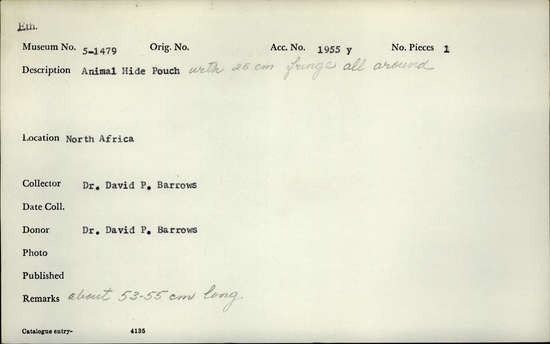 Eth.
Museum No. 5-1479 Orig. No. Acc. No. 1955 y No. Pieces 1
Description Animal Hide Pouch with 26 cm fringe all around
Location North Africa
Collector Dr. David P. Barrows
Date Coll.
Donor Dr. David P. Barrows
Photo
Published
Remarks about 53-55 cm long.
Catalogue entry- 4135